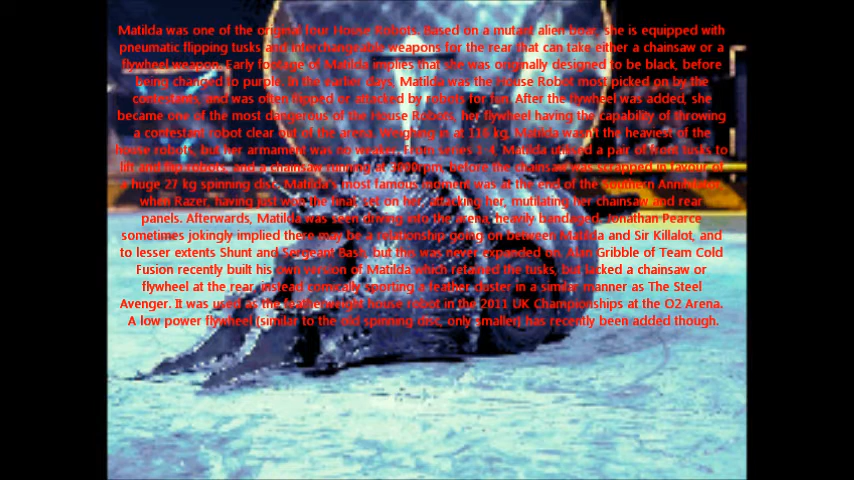 Matilda was one of the original four House Robots. Based on a mutant alien boar, she is equipped with
pneumatic flipping tusks and interchangeable weapons for the rear that can take either a chainsaw or a
flywheel weapon. Early footage of Matilda implies that she was originally designed to be black, before
being changed to purple. In the earlier days, Matilda was the House Robot most picked on by the
contestants, and was often flipped or attacked by robots for fun. After the flywheel was added, she
became one of the most dangerous of the House Robots, her flywheel having the capability of throwing
a contestant robot clear out of the arena. Weighing in at 116 kg, Matilda wasn't the heaviest of the
house robots, but her armament was no weaker. From series 1-4, Matilda utilised a pair of front tusks to
lift and flip robots, and a chainsaw running at 3000rpm, before the chainsaw was scrapped in favour of
a huge 27 kg spinning disc. Matilda's most famous moment was at the end of the Southern Annihilator,
when Razer, having just won the final, set on her, attacking her, mutilating her chainsaw and rear
panels. Afterwards, Matilda was seen driving into the arena, heavily bandaged. Jonathan Pearce
sometimes jokingly implied there may be a relationship going on between Matilda and Sir Killalot, and
to lesser extents Shunt and Sergeant Bash, but this was never expanded on. Alan Gribble of Team Cold
Fusion recently built his own version of Matilda which retained the tusks, but lacked a chainsaw or
flywheel at the rear, instead comically sporting a feather duster in a similar manner as The Steel
Avenger. It was used as the featherweight house robot in the 2011 UK Championships at the O2 Arena.
A low power flywheel (similar to the old spinning disc, only smaller) has recently been added though.